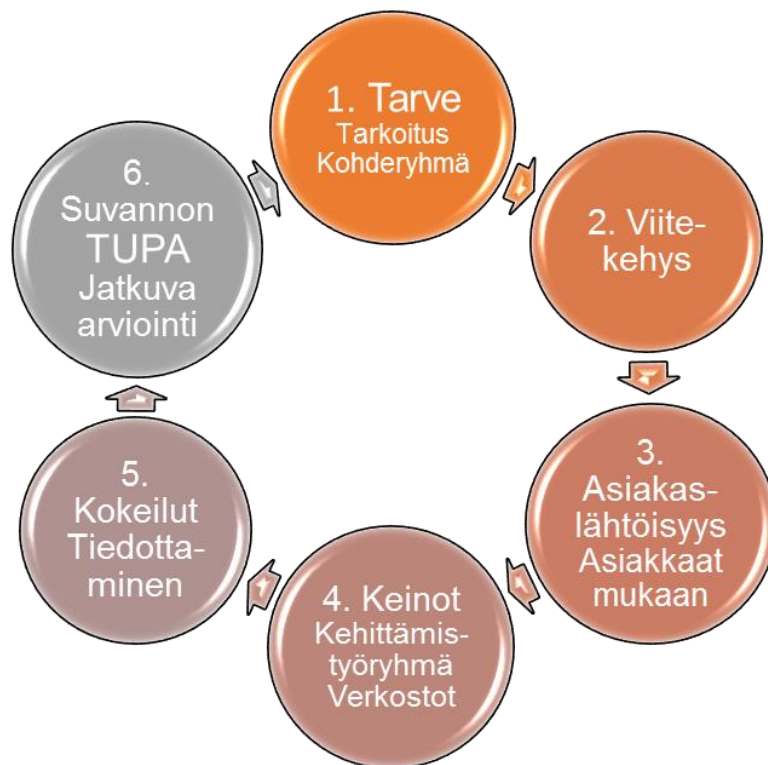 1. Tarve
Tarkoitus
Kohderyhmä
2. Viite-
kehys
3.
Asiakas-
lähtöisyys
Asiakkaat
mukaan
4. Keinot
Kehittämis-
työryhmä
Verkostot
5.
Kokeilut
Tiedotta-
minen
6.
Suvannon
TUPA
Jatkuva
arviointi